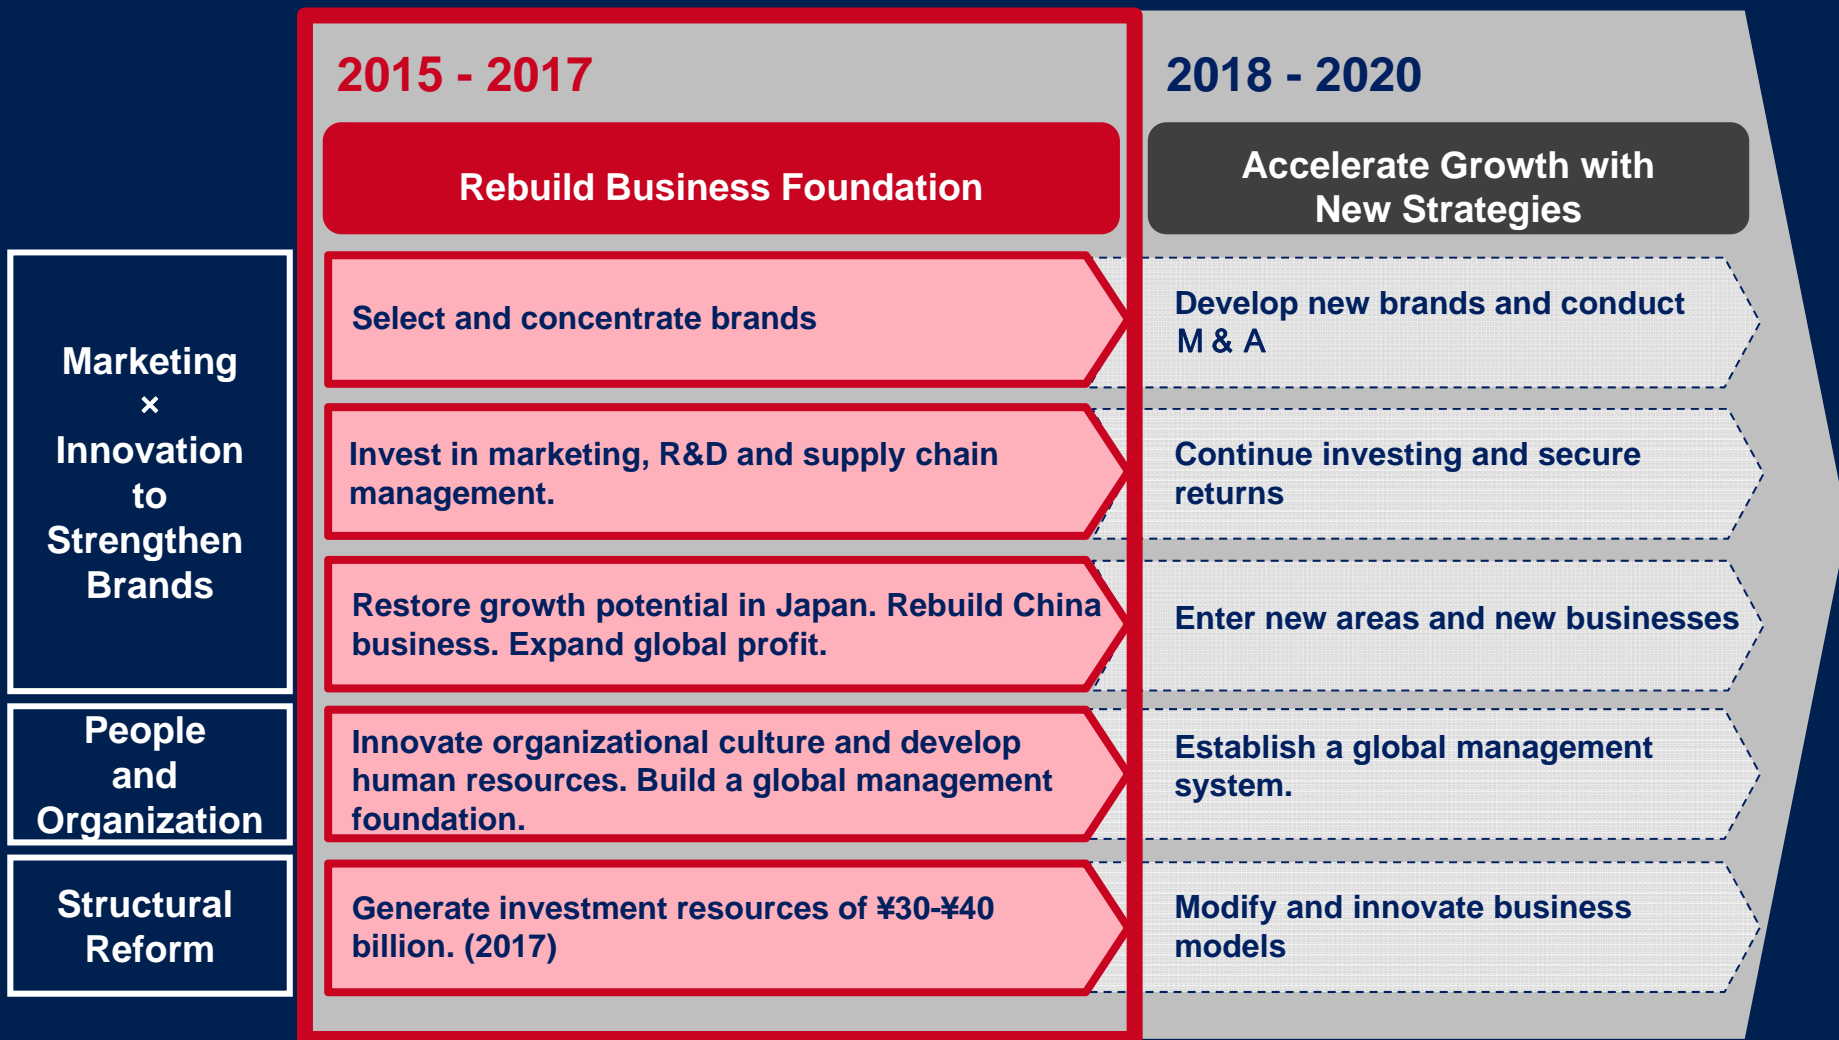 2015 - 2017
2018 - 2020
Rebuild Business Foundation
Accelerate Growth with
New Strategies
Marketing
×
Innovation
to
Strengthen
Brands
Select and concentrate brands
Develop new brands and conduct
M & A
Invest in marketing, R&D and supply chain
management.
Continue investing and secure
returns
Restore growth potential in Japan. Rebuild China
business. Expand global profit.
Enter new areas and new businesses
People
and
Organization
Innovate organizational culture and develop
human resources. Build a global management
foundation.
Establish a global management
system.
Structural
Reform
Generate investment resources of ¥30-¥40
billion. (2017)
Modify and innovate business
models